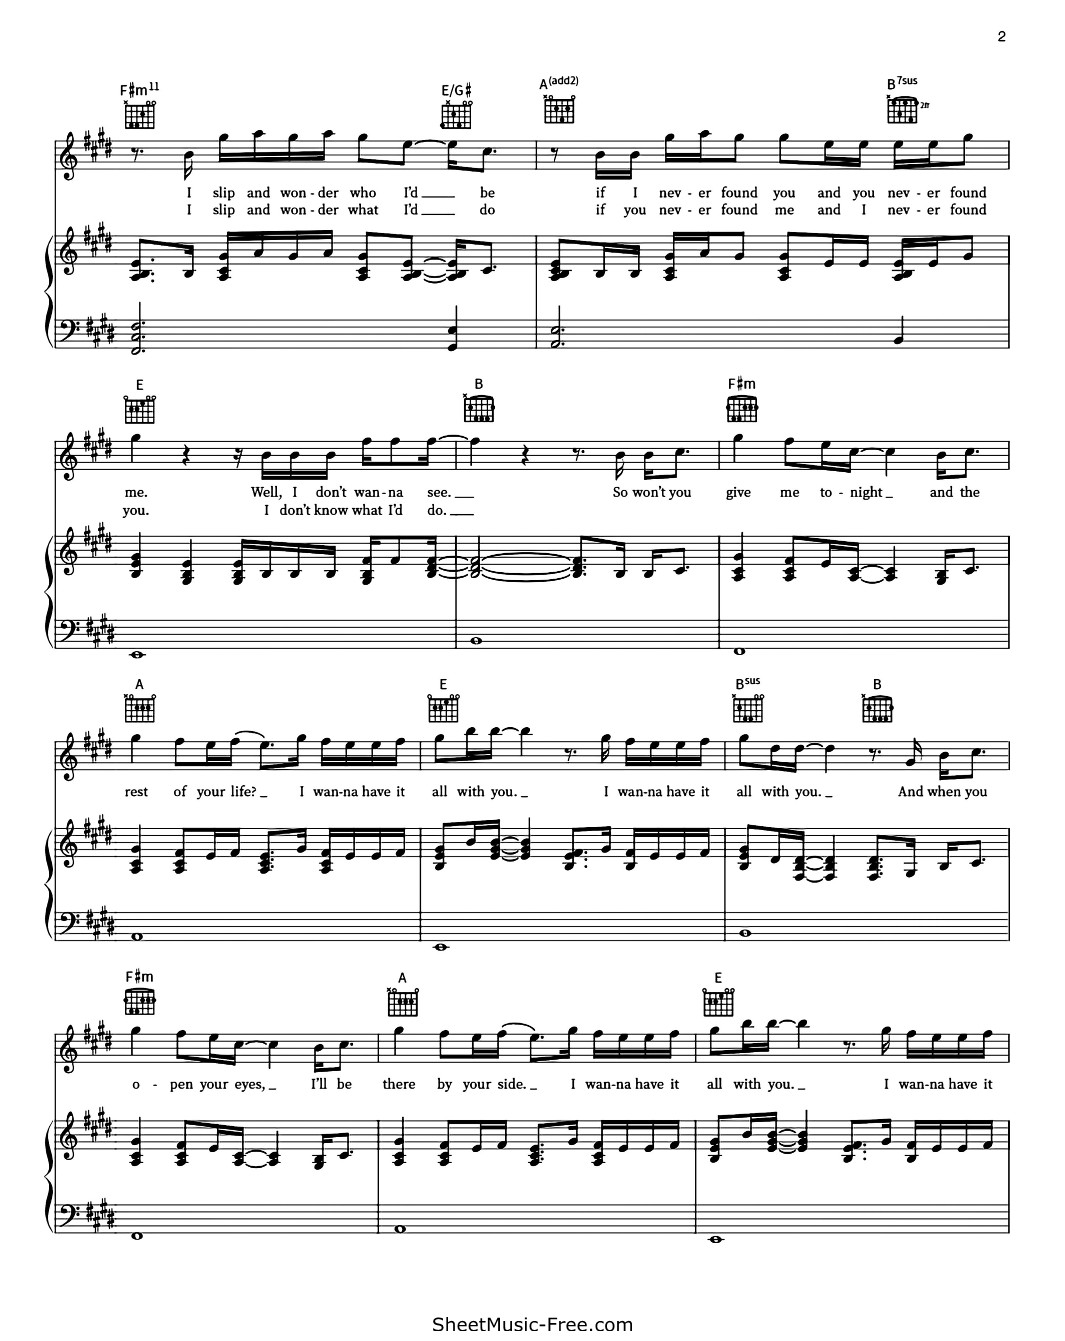 2
F♯m11 E/G♯ A(add2) B7sus
2fr
I slip and won - der who I'd be if I nev - er found you and you nev - er found
I slip and won - der what I'd do if you nev - er found me and I nev - er found
E B F♯m
me. Well, I don't wan - na see. So won't you give me to - night and the
you. I don't know what I'd do.
A E Bsus B
rest of your life? I wan - na have it all with you. I wan - na have it all with you. And when you
F♯m A E
o - pen your eyes, I'll be there by your side. I wan - na have it all with you. I wan - na have it
SheetMusic-Free.com